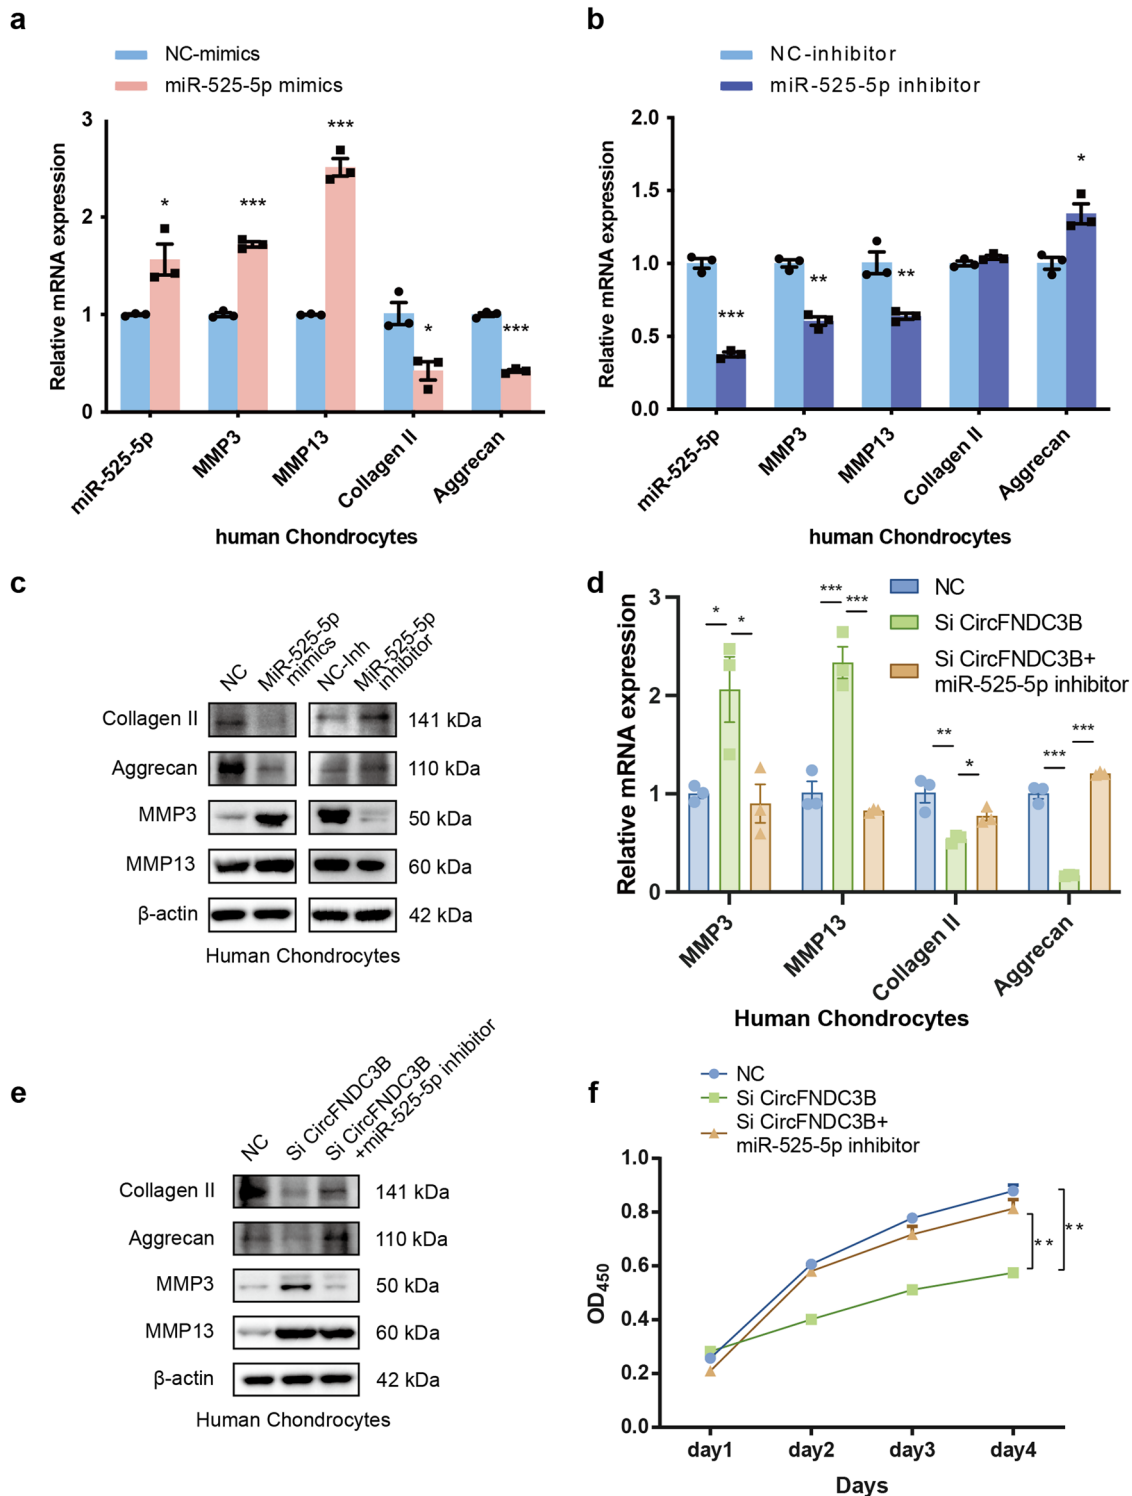 a
NC-mimics
miR-525-5p mimics
Relative mRNA expression
3
2
1
0
*
***
***
*
***
miR-525-5p
MMP3
MMP13
Collagen II
Aggrecan
human Chondrocytes
b
NC-inhibitor
miR-525-5p inhibitor
Relative mRNA expression
2.0
1.5
1.0
0.5
0.0
***
**
**
*
miR-525-5p
MMP3
MMP13
Collagen II
Aggrecan
human Chondrocytes
c
NC
MiR-525-5p
mimics
NC-Inh
MiR-525-5p
inhibitor
Collagen II
141 kDa
Aggrecan
110 kDa
MMP3
50 kDa
MMP13
60 kDa
β-actin
42 kDa
Human Chondrocytes
d
NC
Si CircFNDC3B
Si CircFNDC3B+
miR-525-5p inhibitor
Relative mRNA expression
3
2
1
0
*
*
***
***
**
*
***
***
MMP3
MMP13
Collagen II
Aggrecan
Human Chondrocytes
e
NC
Si CircFNDC3B
Si CircFNDC3B
+miR-525-5p inhibitor
Collagen II
141 kDa
Aggrecan
110 kDa
MMP3
50 kDa
MMP13
60 kDa
β-actin
42 kDa
Human Chondrocytes
f
NC
Si CircFNDC3B
Si CircFNDC3B+
miR-525-5p inhibitor
OD450
1.0
0.8
0.6
0.4
0.2
0.0
**
**
day1
day2
day3
day4
Days